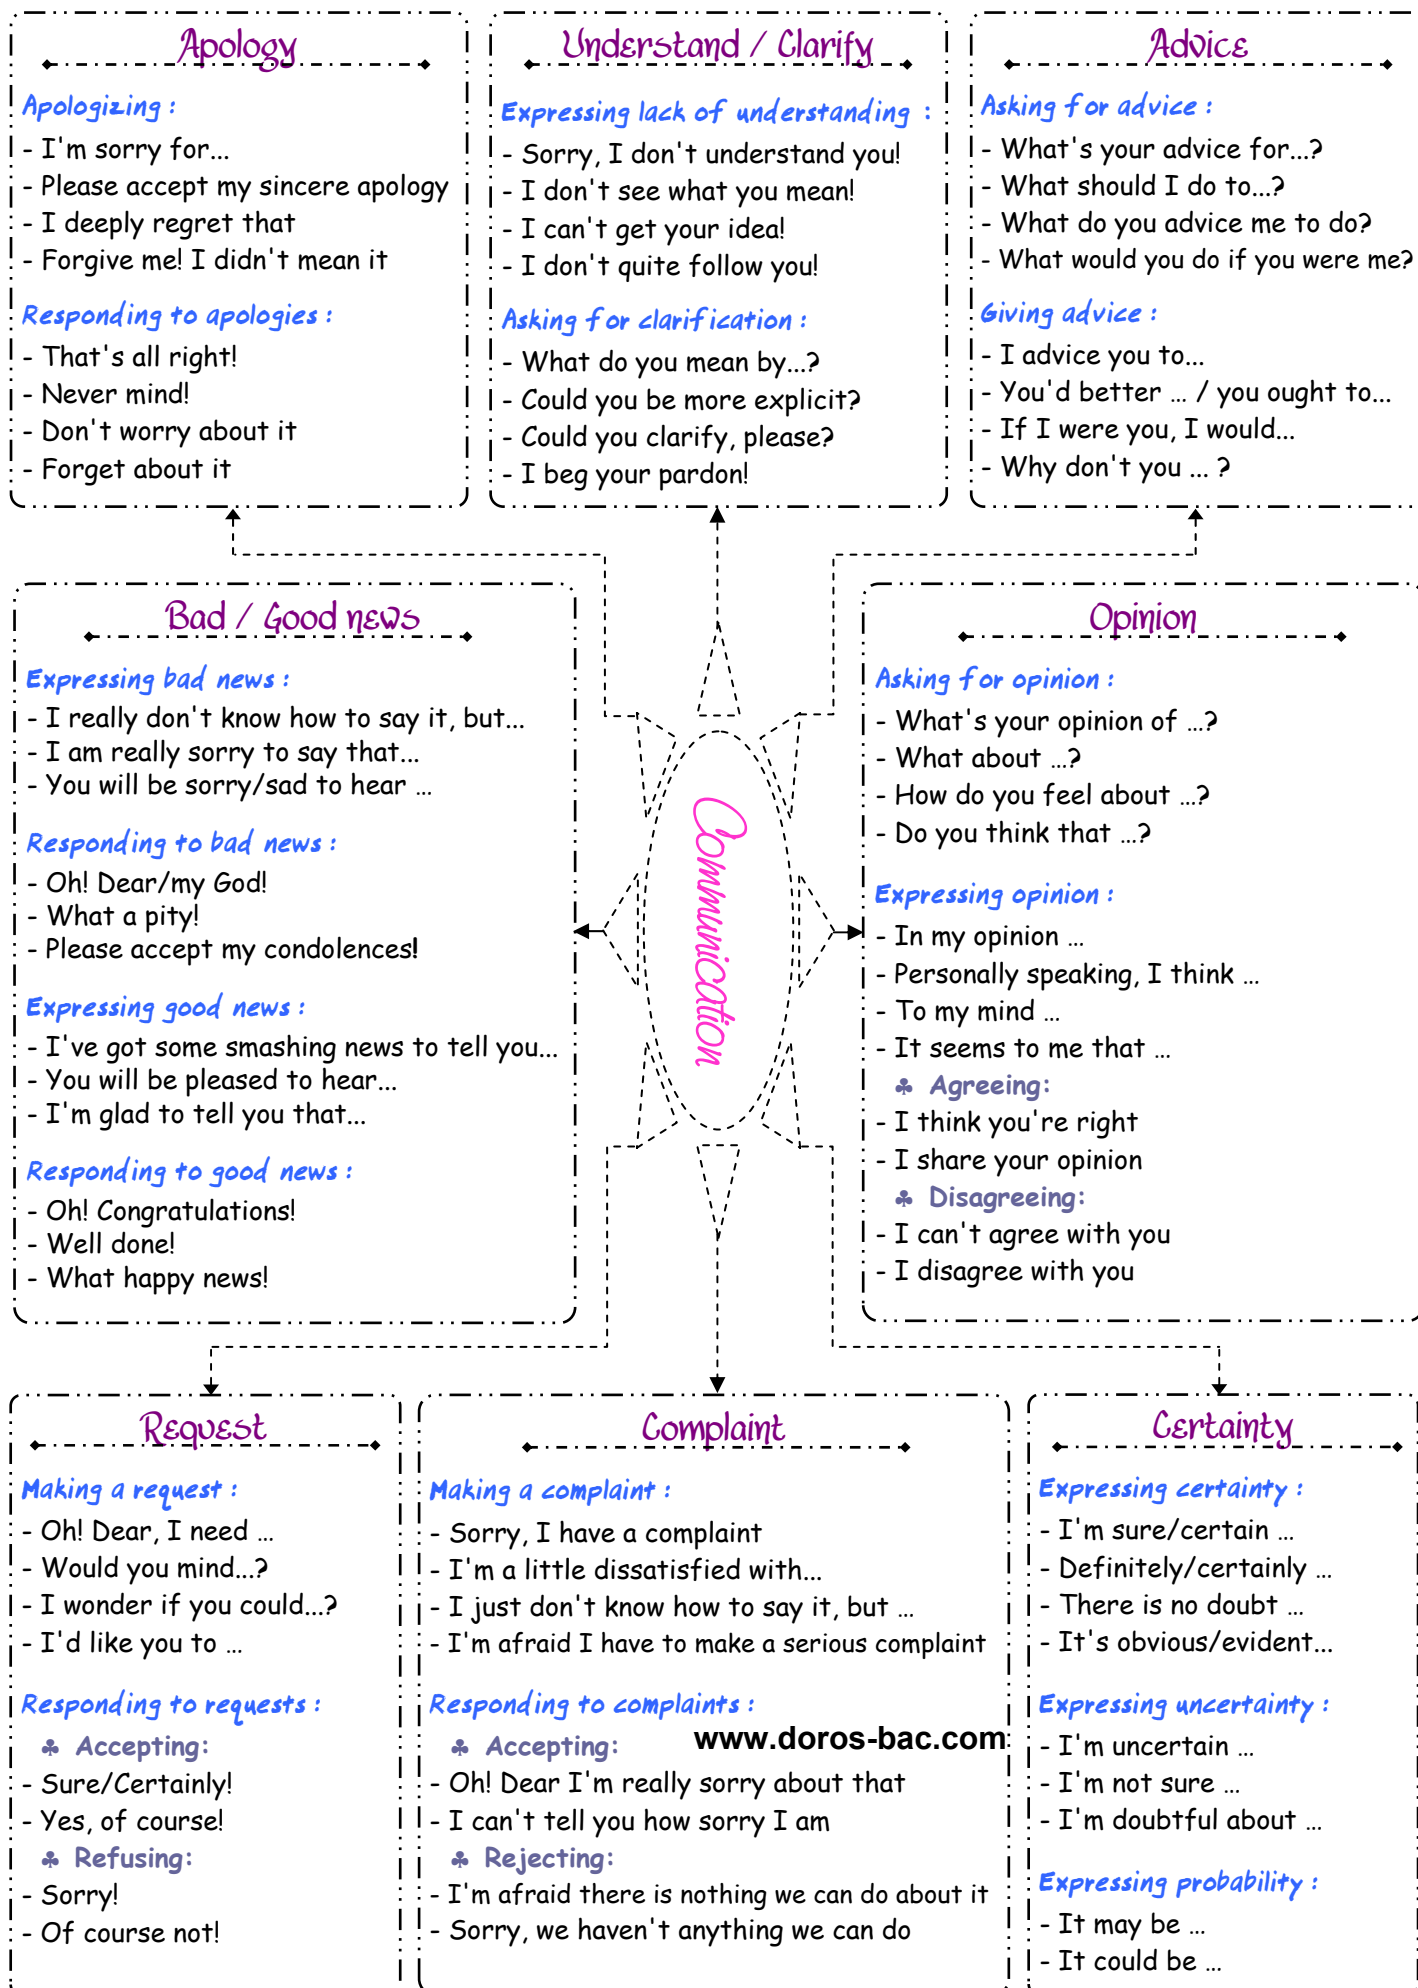 Apology
Apologizing :
- I'm sorry for...
- Please accept my sincere apology
- I deeply regret that
- Forgive me! I didn't mean it
Responding to apologies :
- That's all right!
- Never mind!
- Don't worry about it
- Forget about it
Understand / Clarify
Expressing lack of understanding :
- Sorry, I don't understand you!
- I don't see what you mean!
- I can't get your idea!
- I don't quite follow you!
Asking for clarification :
- What do you mean by...?
- Could you be more explicit?
- Could you clarify, please?
- I beg your pardon!
Advice
Asking for advice :
- What's your advice for...?
- What should I do to...?
- What do you advice me to do?
- What would you do if you were me?
Giving advice :
- I advice you to...
- You'd better ... / you ought to...
- If I were you, I would...
- Why don't you ... ?
Bad / Good news
Expressing bad news :
- I really don't know how to say it, but...
- I am really sorry to say that...
- You will be sorry/sad to hear ...
Responding to bad news :
- Oh! Dear/my God!
- What a pity!
- Please accept my condolences!
Expressing good news :
- I've got some smashing news to tell you...
- You will be pleased to hear...
- I'm glad to tell you that...
Responding to good news :
- Oh! Congratulations!
- Well done!
- What happy news!
Communication
Opinion
Asking for opinion :
- What's your opinion of ...?
- What about ...?
- How do you feel about ...?
- Do you think that ...?
Expressing opinion :
- In my opinion ...
- Personally speaking, I think ...
- To my mind ...
- It seems to me that ...
♣ Agreeing:
- I think you're right
- I share your opinion
♣ Disagreeing:
- I can't agree with you
- I disagree with you
Request
Making a request :
- Oh! Dear, I need ...
- Would you mind...?
- I wonder if you could...?
- I'd like you to ...
Responding to requests :
♣ Accepting:
- Sure/Certainly!
- Yes, of course!
♣ Refusing:
- Sorry!
- Of course not!
Complaint
Making a complaint :
- Sorry, I have a complaint
- I'm a little dissatisfied with...
- I just don't know how to say it, but ...
- I'm afraid I have to make a serious complaint
Responding to complaints :
www.doros-bac.com
♣ Accepting:
- Oh! Dear I'm really sorry about that
- I can't tell you how sorry I am
♣ Rejecting:
- I'm afraid there is nothing we can do about it
- Sorry, we haven't anything we can do
Certainty
Expressing certainty :
- I'm sure/certain ...
- Definitely/certainly ...
- There is no doubt ...
- It's obvious/evident...
Expressing uncertainty :
- I'm uncertain ...
- I'm not sure ...
- I'm doubtful about ...
Expressing probability :
- It may be ...
- It could be ...